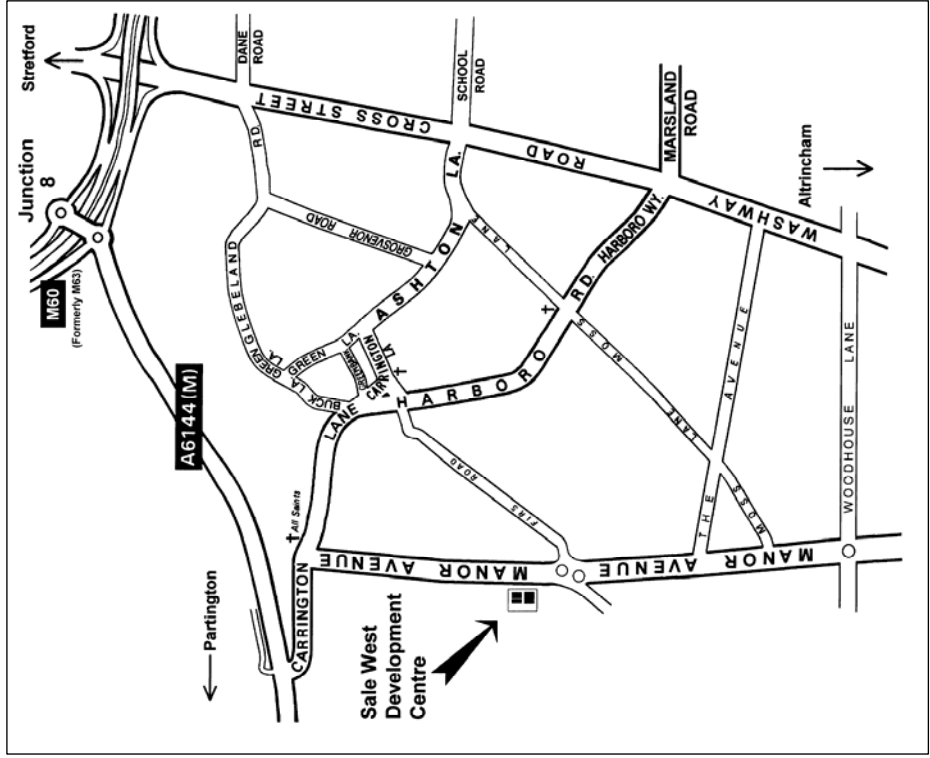 Stretford
Junction
8
M60
(Formerly M63)
A6144(M)
Partington
DANE
ROAD
SCHOOL
ROAD
MARSLAND
ROAD
Altrincham
CROSS STREET
WASHWAY ROAD
GLEBELAND RD.
GROSVENOR
ROAD
ASHTON LA.
GREEN LA.
GREEN LA.
BUCK LA.
GREENBANK
CARRINGTON
LA
HARBORO RD.
HARBORO WY.
MOSS LANE
MOSS LANE
THE AVENUE
WOODHOUSE LANE
FIRS ROAD
CARRINGTON LANE
All Saints
MANOR AVENUE
MANOR AVENUE
Sale West
Development
Centre